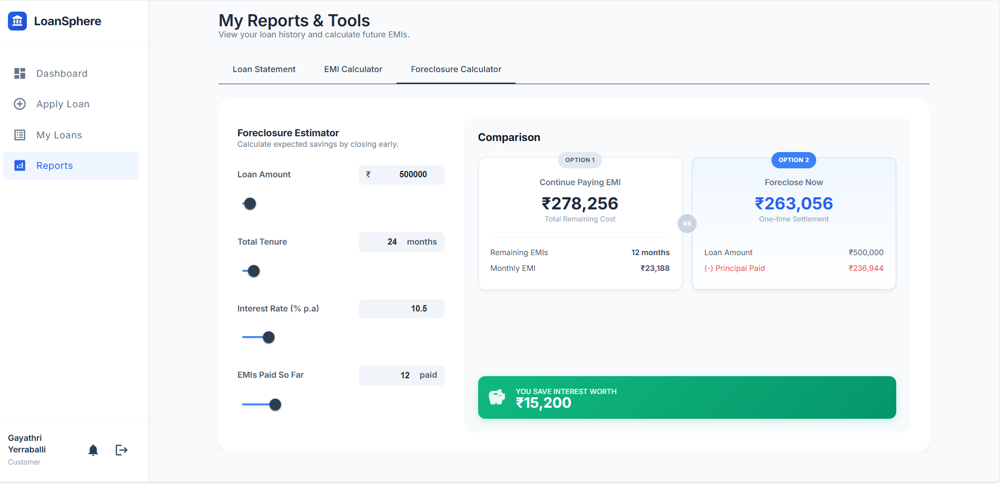 LoanSphere
Dashboard
Apply Loan
My Loans
Reports
Gayathri
Yerraballi
Customer
My Reports & Tools
View your loan history and calculate future EMIs.
Loan Statement
EMI Calculator
Foreclosure Calculator
Foreclosure Estimator
Calculate expected savings by closing early.
Loan Amount
₹ 500000
Total Tenure
24 months
Interest Rate (% p.a)
10.5
EMIs Paid So Far
12 paid
Comparison
OPTION 1
Continue Paying EMI
₹278,256
Total Remaining Cost
Remaining EMIs 12 months
Monthly EMI ₹23,188
VS
OPTION 2
Foreclose Now
₹263,056
One-time Settlement
Loan Amount ₹500,000
(-) Principal Paid ₹236,944
YOU SAVE INTEREST WORTH
₹15,200